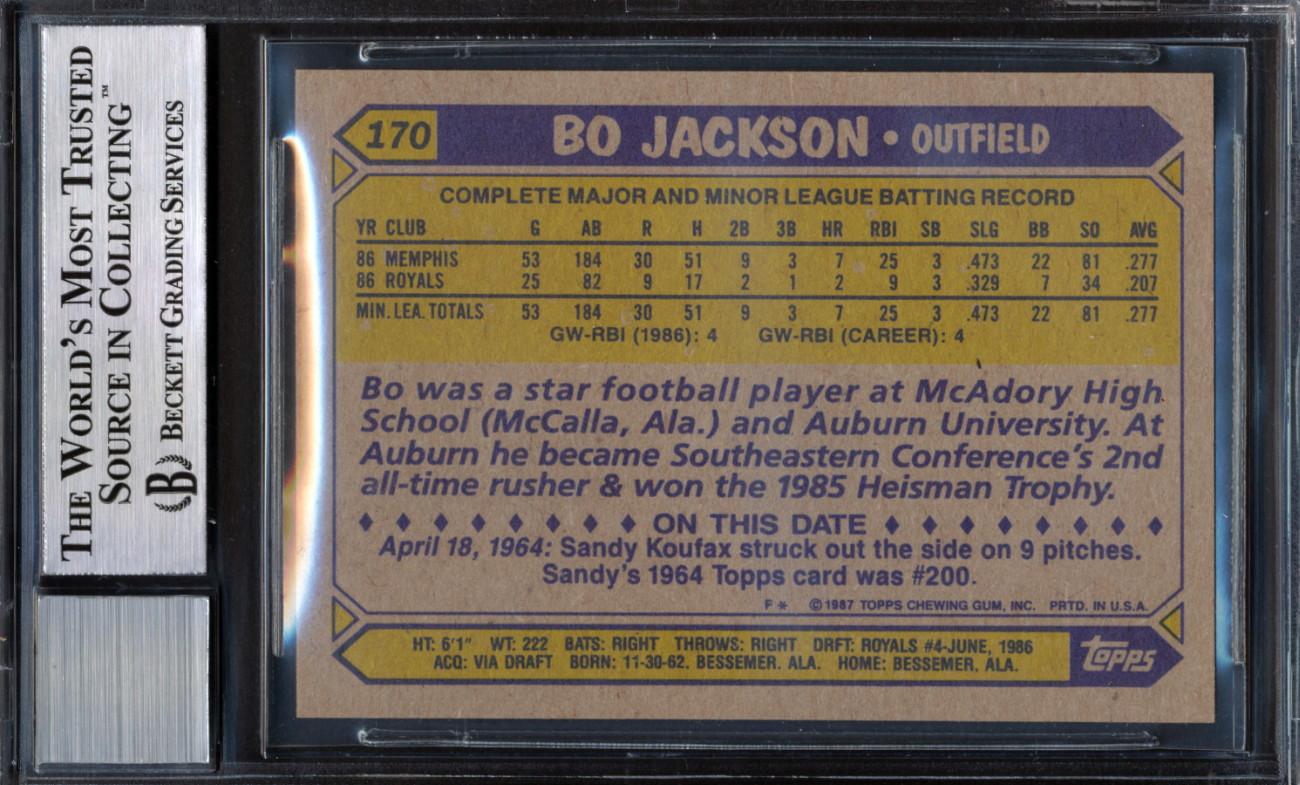 THE WORLD'S MOST TRUSTED
SOURCE IN COLLECTING™
B BECKETT GRADING SERVICES
170 BO JACKSON • OUTFIELD
COMPLETE MAJOR AND MINOR LEAGUE BATTING RECORD
YR CLUB G AB R H 2B 3B HR RBI SB SLG BB SO AVG
86 MEMPHIS 53 184 30 51 9 3 7 25 3 .473 22 81 .277
86 ROYALS 25 82 9 17 2 1 2 9 3 .329 7 34 .207
MIN. LEA. TOTALS 53 184 30 51 9 3 7 25 3 .473 22 81 .277
GW-RBI (1986): 4 GW-RBI (CAREER): 4
Bo was a star football player at McAdory High
School (McCalla, Ala.) and Auburn University. At
Auburn he became Southeastern Conference's 2nd
all-time rusher & won the 1985 Heisman Trophy.
♦ ♦ ♦ ♦ ♦ ♦ ♦ ♦ ON THIS DATE ♦ ♦ ♦ ♦ ♦ ♦ ♦ ♦
April 18, 1964: Sandy Koufax struck out the side on 9 pitches.
Sandy's 1964 Topps card was #200.
F * © 1987 TOPPS CHEWING GUM, INC. PRTD. IN U.S.A.
HT: 6'1" WT: 222 BATS: RIGHT THROWS: RIGHT DRFT: ROYALS #4-JUNE, 1986
ACQ: VIA DRAFT BORN: 11-30-62, BESSEMER, ALA. HOME: BESSEMER, ALA.
topps